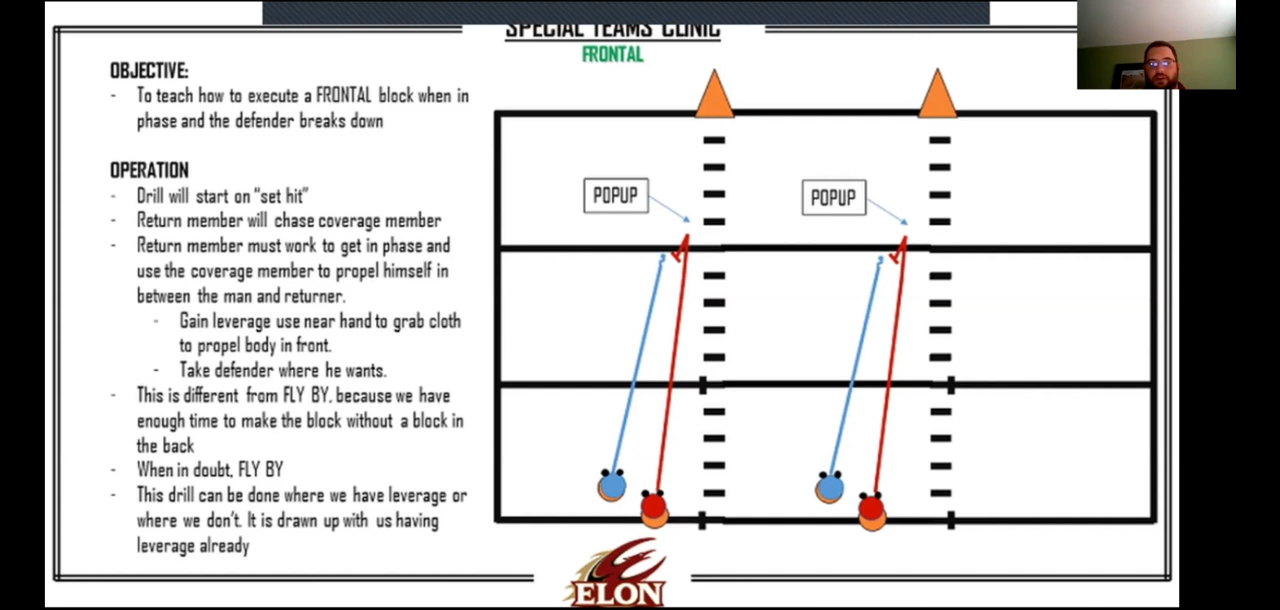 SPECIAL TEAMS CLINIC
FRONTAL
OBJECTIVE:
- To teach how to execute a FRONTAL block when in
phase and the defender breaks down
OPERATION
- Drill will start on “set hit”
- Return member will chase coverage member
- Return member must work to get in phase and
use the coverage member to propel himself in
between the man and returner.
- Gain leverage use near hand to grab cloth
to propel body in front.
- Take defender where he wants.
- This is different from FLY BY, because we have
enough time to make the block without a block in
the back
- When in doubt, FLY BY
- This drill can be done where we have leverage or
where we don't. It is drawn up with us having
leverage already
POPUP
POPUP
ELON